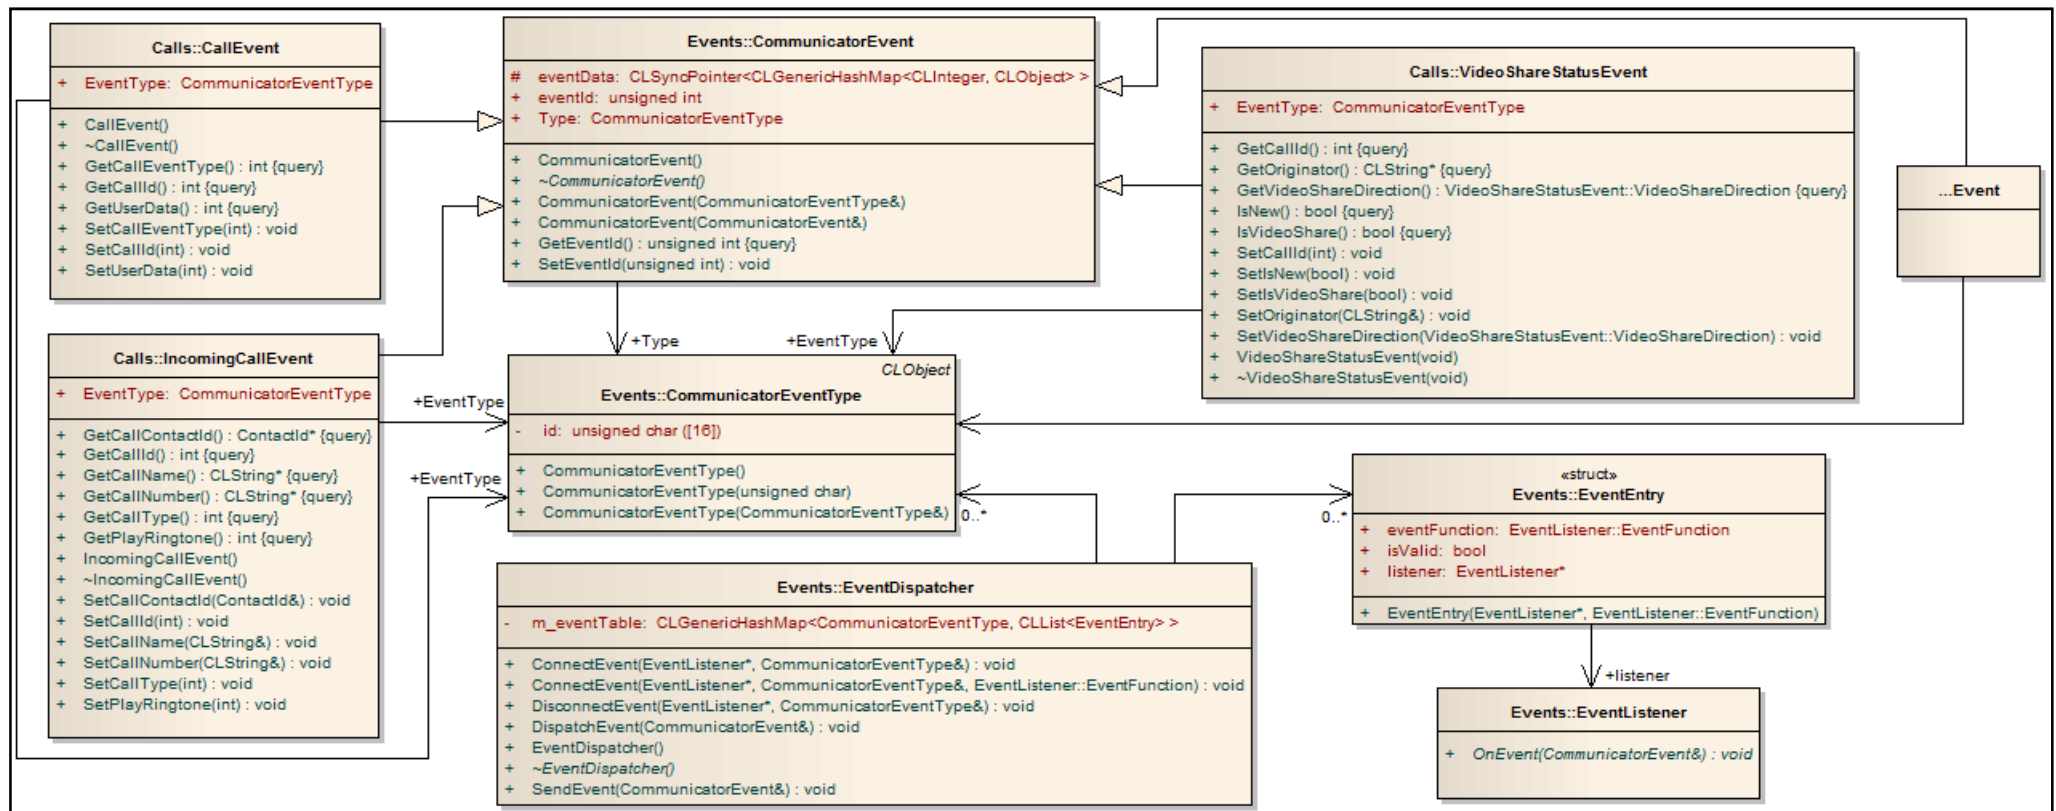 Calls::CallEvent
+ EventType: CommunicatorEventType
+ CallEvent()
+ ~CallEvent()
+ GetCallEventType() : int {query}
+ GetCallId() : int {query}
+ GetUserData() : int {query}
+ SetCallEventType(int) : void
+ SetCallId(int) : void
+ SetUserData(int) : void
Events::CommunicatorEvent
# eventData: CLSyncPointer<CLGenericHashMap<CLInteger, CLObject> >
+ eventId: unsigned int
+ Type: CommunicatorEventType
+ CommunicatorEvent()
+ ~CommunicatorEvent()
+ CommunicatorEvent(CommunicatorEventType&)
+ CommunicatorEvent(CommunicatorEvent&)
+ GetEventId() : unsigned int {query}
+ SetEventId(unsigned int) : void
Calls::VideoShareStatusEvent
+ EventType: CommunicatorEventType
+ GetCallId() : int {query}
+ GetOriginator() : CLString* {query}
+ GetVideoShareDirection() : VideoShareStatusEvent::VideoShareDirection {query}
+ IsNew() : bool {query}
+ IsVideoShare() : bool {query}
+ SetCallId(int) : void
+ SetIsNew(bool) : void
+ SetIsVideoShare(bool) : void
+ SetOriginator(CLString&) : void
+ SetVideoShareDirection(VideoShareStatusEvent::VideoShareDirection) : void
+ VideoShareStatusEvent(void)
+ ~VideoShareStatusEvent(void)
...Event
+Type
+EventType
Calls::IncomingCallEvent
+ EventType: CommunicatorEventType
+ GetCallContactId() : ContactId* {query}
+ GetCallId() : int {query}
+ GetCallName() : CLString* {query}
+ GetCallNumber() : CLString* {query}
+ GetCallType() : int {query}
+ GetPlayRingtone() : int {query}
+ IncomingCallEvent()
+ ~IncomingCallEvent()
+ SetCallContactId(ContactId&) : void
+ SetCallId(int) : void
+ SetCallName(CLString&) : void
+ SetCallNumber(CLString&) : void
+ SetCallType(int) : void
+ SetPlayRingtone(int) : void
+EventType
+EventType
CLObject
Events::CommunicatorEventType
- id: unsigned char ([16])
+ CommunicatorEventType()
+ CommunicatorEventType(unsigned char)
+ CommunicatorEventType(CommunicatorEventType&)
0..*
0..*
«struct»
Events::EventEntry
+ eventFunction: EventListener::EventFunction
+ isValid: bool
+ listener: EventListener*
+ EventEntry(EventListener*, EventListener::EventFunction)
Events::EventDispatcher
- m_eventTable: CLGenericHashMap<CommunicatorEventType, CLList<EventEntry> >
+ ConnectEvent(EventListener*, CommunicatorEventType&) : void
+ ConnectEvent(EventListener*, CommunicatorEventType&, EventListener::EventFunction) : void
+ DisconnectEvent(EventListener*, CommunicatorEventType&) : void
+ DispatchEvent(CommunicatorEvent&) : void
+ EventDispatcher()
+ ~EventDispatcher()
+ SendEvent(CommunicatorEvent&) : void
+listener
Events::EventListener
+ OnEvent(CommunicatorEvent&) : void